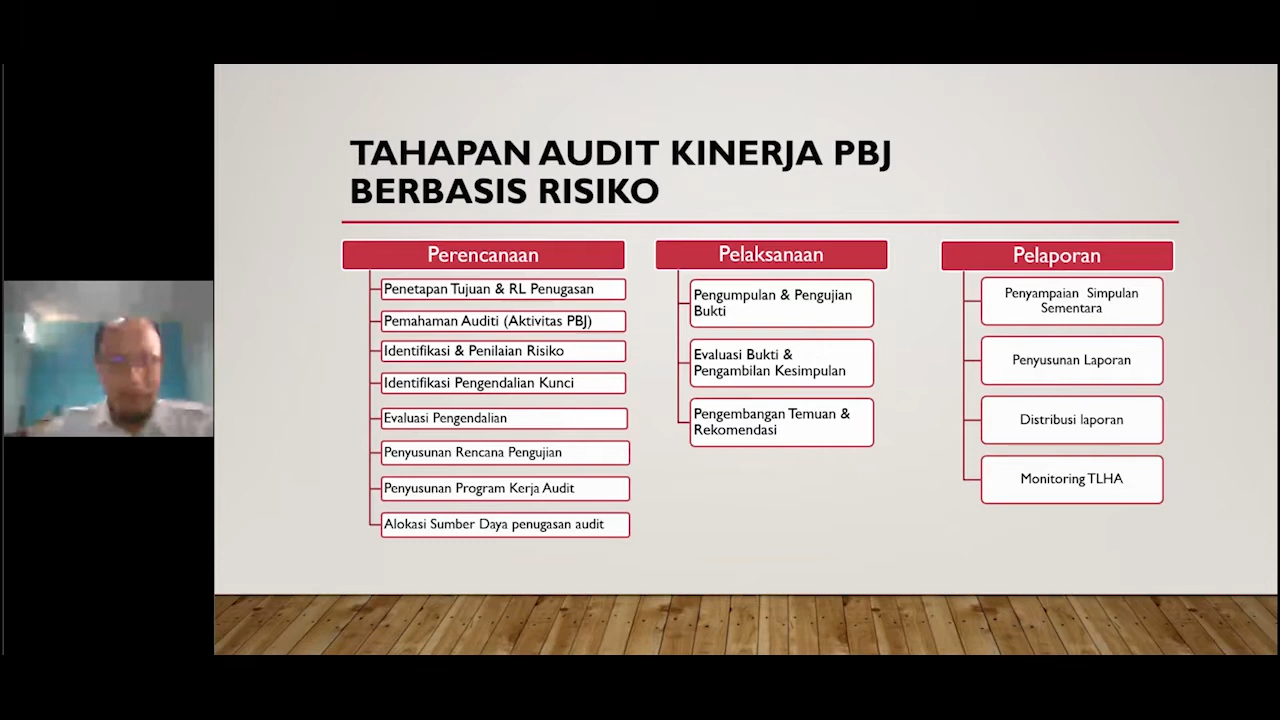 TAHAPAN AUDIT KINERJA PBJ
BERBASIS RISIKO
Perencanaan
Penetapan Tujuan & RL Penugasan
Pemahaman Auditi (Aktivitas PBJ)
Identifikasi & Penilaian Risiko
Identifikasi Pengendalian Kunci
Evaluasi Pengendalian
Penyusunan Rencana Pengujian
Penyusunan Program Kerja Audit
Alokasi Sumber Daya penugasan audit
Pelaksanaan
Pengumpulan & Pengujian
Bukti
Evaluasi Bukti &
Pengambilan Kesimpulan
Pengembangan Temuan &
Rekomendasi
Pelaporan
Penyampaian Simpulan
Sementara
Penyusunan Laporan
Distribusi laporan
Monitoring TLHA